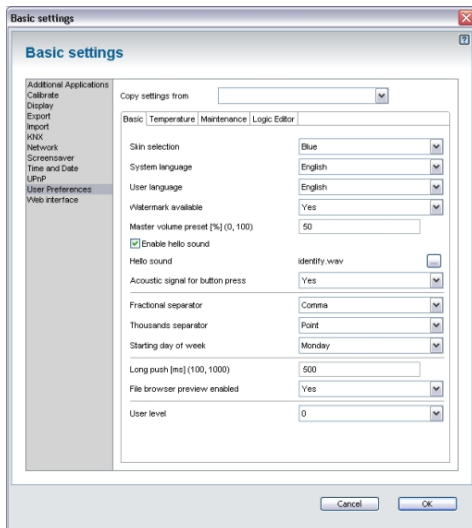 Basic settings
?
Basic settings
Additional Applications
Calibrate
Display
Export
Import
KNX
Network
Screensaver
Time and Date
UPnP
User Preferences
Web interface
Copy settings from
Basic Temperature Maintenance Logic Editor
Skin selection Blue
System language English
User language English
Watermark available Yes
Master volume preset [%] (0, 100) 50
Enable hello sound
Hello sound identify.wav ...
Acoustic signal for button press Yes
Fractional separator Comma
Thousands separator Point
Starting day of week Monday
Long push [ms] (100, 1000) 500
File browser preview enabled Yes
User level 0
Cancel OK